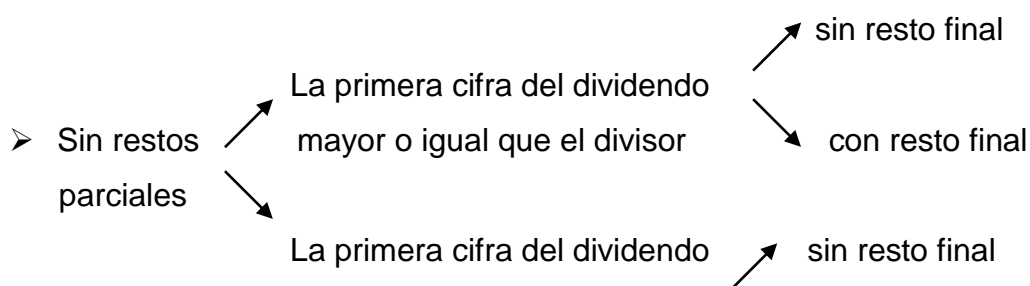 sin resto final
La primera cifra del dividendo
➢ Sin restos mayor o igual que el divisor con resto final
parciales
La primera cifra del dividendo sin resto final